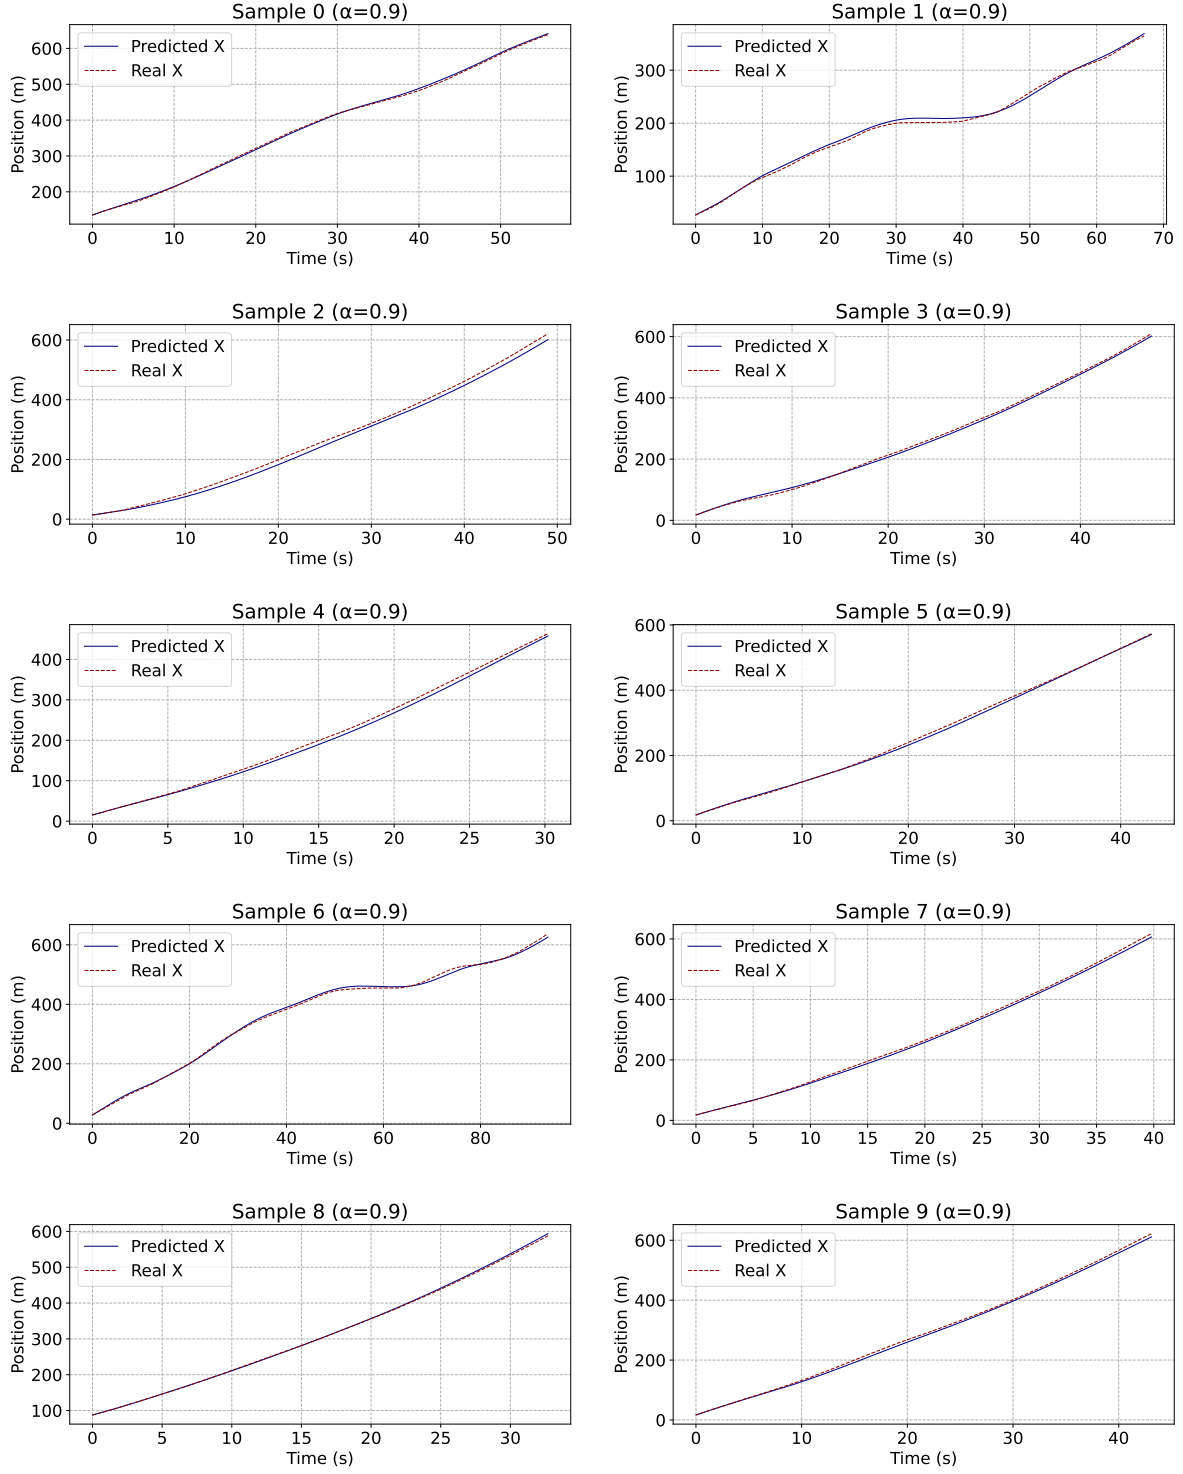 Sample 0 (α=0.9)
Predicted X
Real X
Position (m)
600
500
400
300
200
0 10 20 30 40 50
Time (s)
Sample 1 (α=0.9)
Predicted X
Real X
Position (m)
300
200
100
0 10 20 30 40 50 60 70
Time (s)
Sample 2 (α=0.9)
Predicted X
Real X
Position (m)
600
400
200
0
0 10 20 30 40 50
Time (s)
Sample 3 (α=0.9)
Predicted X
Real X
Position (m)
600
400
200
0
0 10 20 30 40
Time (s)
Sample 4 (α=0.9)
Predicted X
Real X
Position (m)
400
300
200
100
0
0 5 10 15 20 25 30
Time (s)
Sample 5 (α=0.9)
Predicted X
Real X
Position (m)
600
400
200
0
0 10 20 30 40
Time (s)
Sample 6 (α=0.9)
Predicted X
Real X
Position (m)
600
400
200
0
0 20 40 60 80
Time (s)
Sample 7 (α=0.9)
Predicted X
Real X
Position (m)
600
400
200
0
0 5 10 15 20 25 30 35 40
Time (s)
Sample 8 (α=0.9)
Predicted X
Real X
Position (m)
600
500
400
300
200
100
0 5 10 15 20 25 30
Time (s)
Sample 9 (α=0.9)
Predicted X
Real X
Position (m)
600
400
200
0
0 10 20 30 40
Time (s)